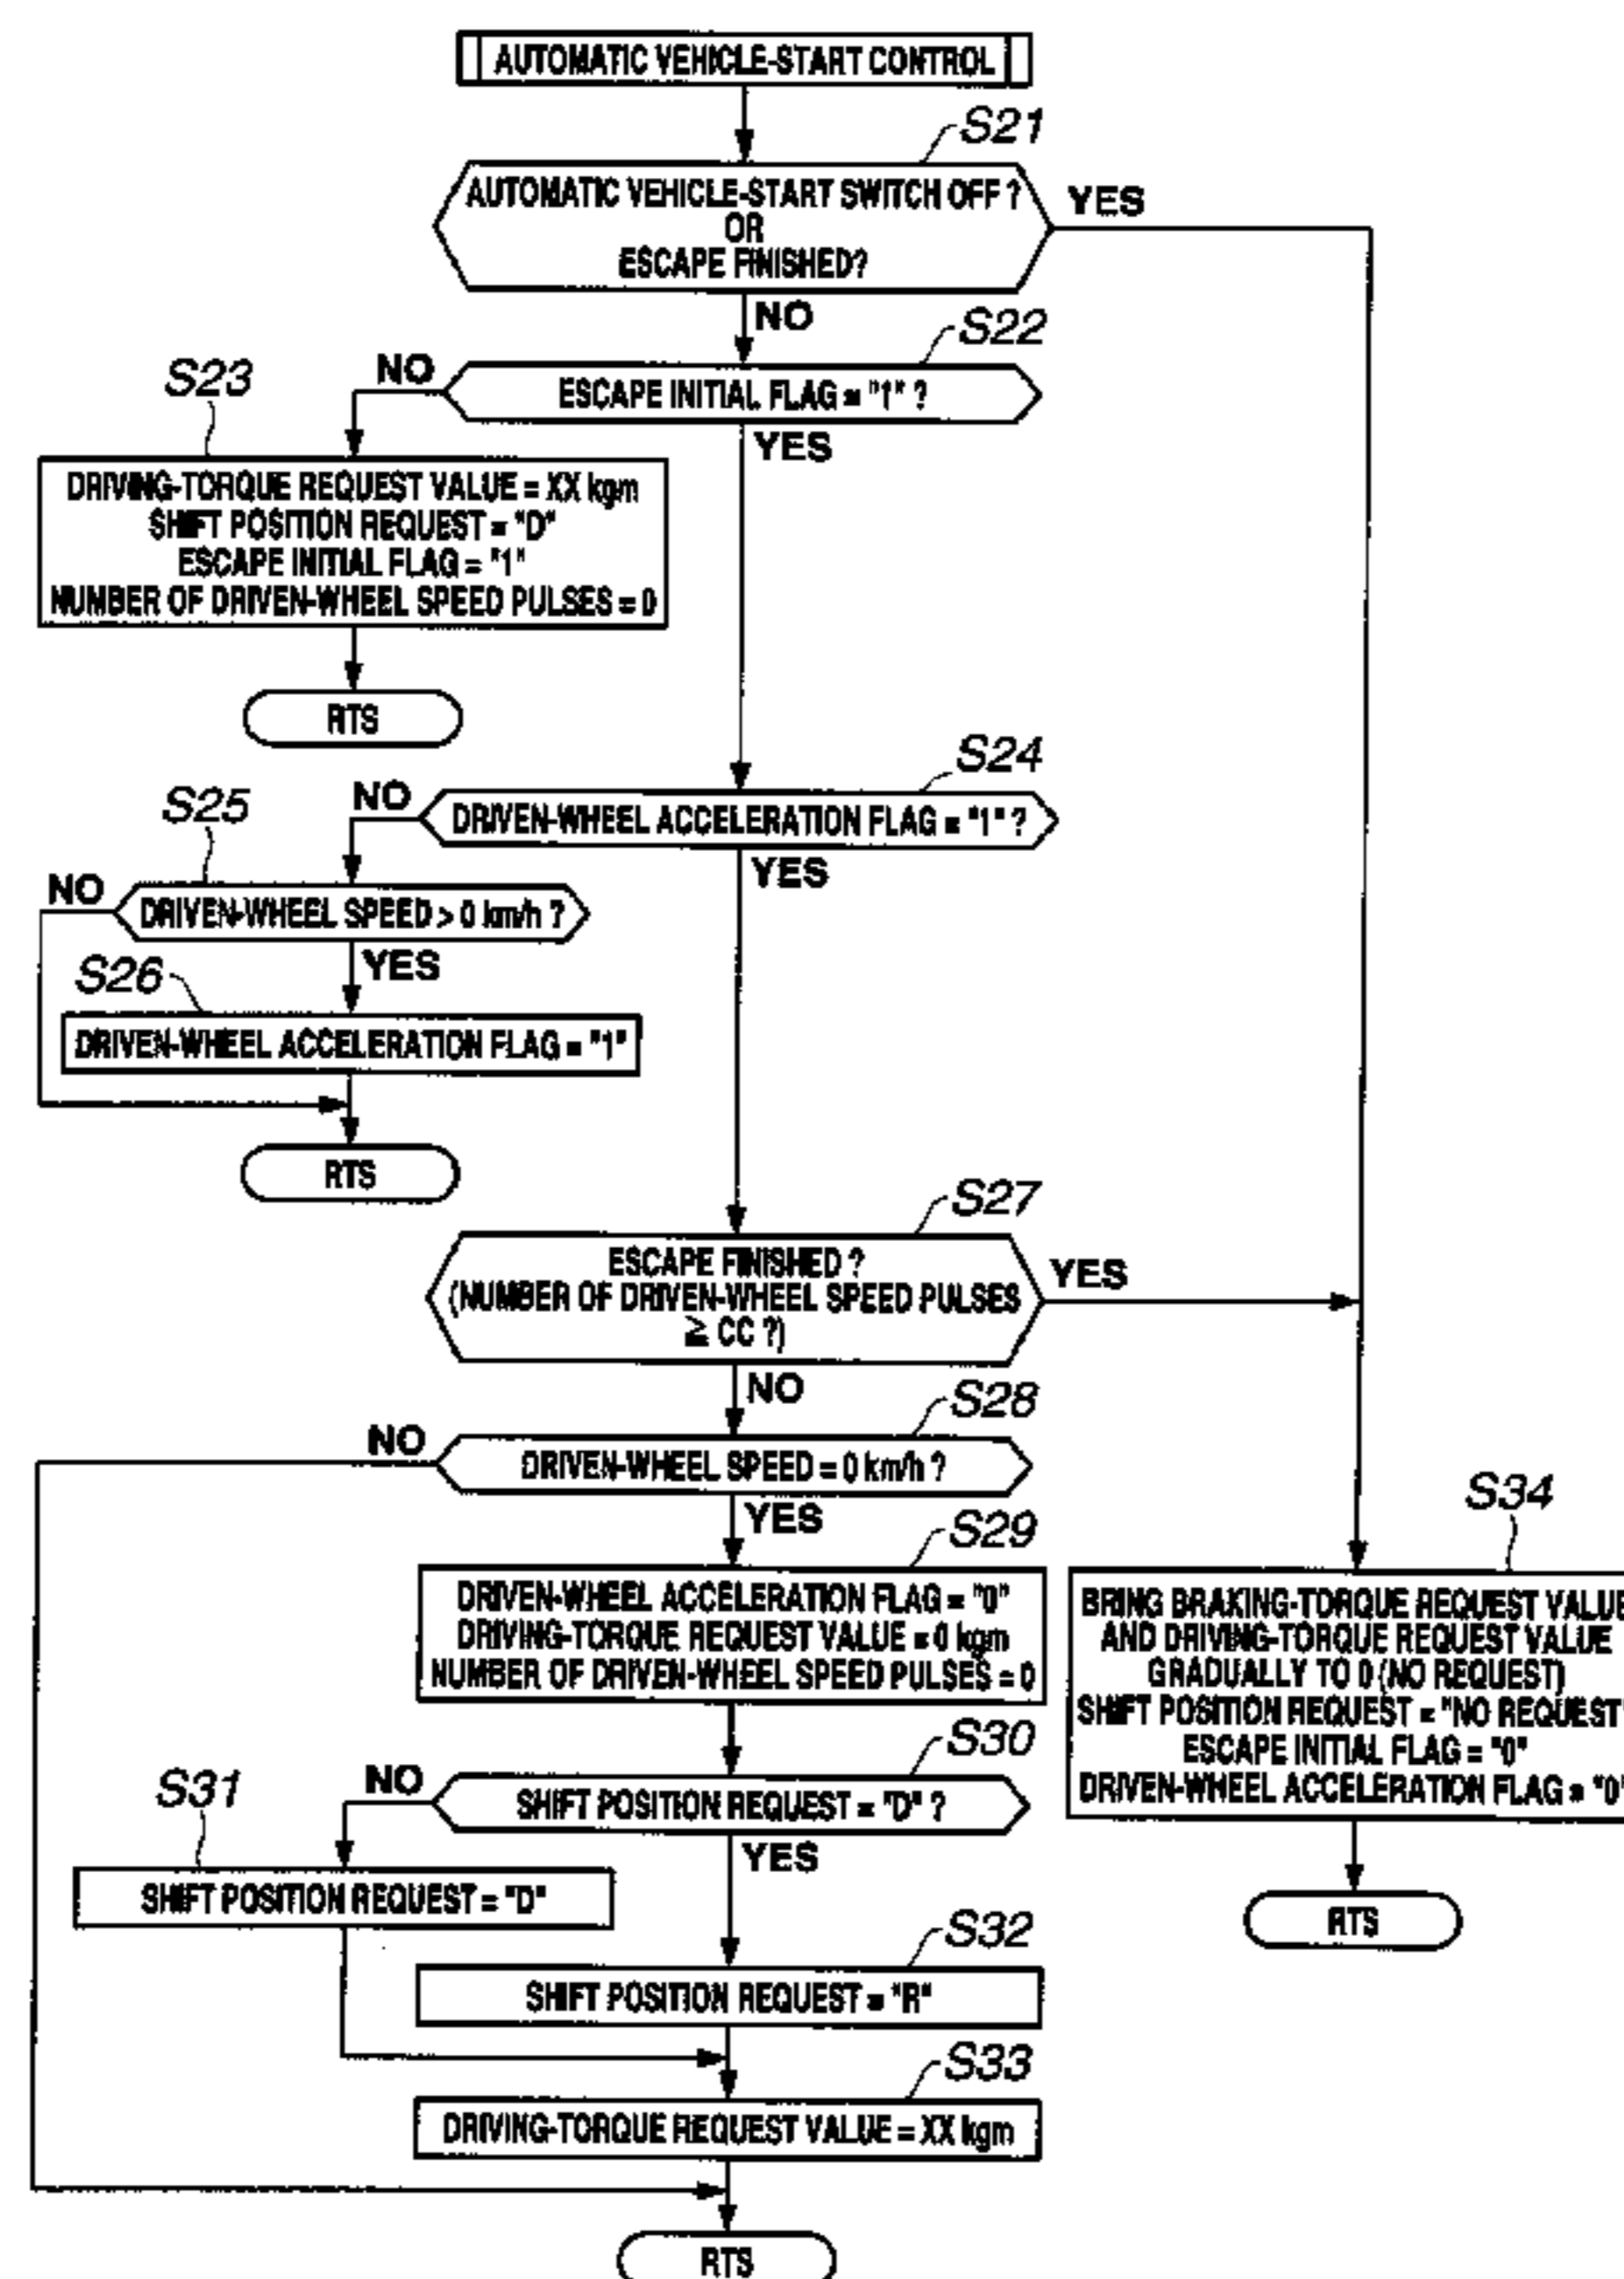 AUTOMATIC VEHICLE-START CONTROL
S21
AUTOMATIC VEHICLE-START SWITCH OFF ?
OR
ESCAPE FINISHED?
YES
NO
S22
ESCAPE INITIAL FLAG = "1" ?
NO
YES
S23
DRIVING-TORQUE REQUEST VALUE = XX kgm
SHIFT POSITION REQUEST = "D"
ESCAPE INITIAL FLAG = "1"
NUMBER OF DRIVEN-WHEEL SPEED PULSES = 0
RTS
S24
DRIVEN-WHEEL ACCELERATION FLAG = "1" ?
NO
YES
S25
DRIVEN-WHEEL SPEED > 0 km/h ?
NO
YES
S26
DRIVEN-WHEEL ACCELERATION FLAG = "1"
RTS
S27
ESCAPE FINISHED ?
(NUMBER OF DRIVEN-WHEEL SPEED PULSES
≧ CC ?)
YES
NO
S28
DRIVEN-WHEEL SPEED = 0 km/h ?
NO
YES
S29
DRIVEN-WHEEL ACCELERATION FLAG = "0"
DRIVING-TORQUE REQUEST VALUE = 0 kgm
NUMBER OF DRIVEN-WHEEL SPEED PULSES = 0
S30
SHIFT POSITION REQUEST = "D" ?
NO
YES
S31
SHIFT POSITION REQUEST = "D"
S32
SHIFT POSITION REQUEST = "R"
S33
DRIVING-TORQUE REQUEST VALUE = XX kgm
RTS
S34
BRING BRAKING-TORQUE REQUEST VALUE
AND DRIVING-TORQUE REQUEST VALUE
GRADUALLY TO 0 (NO REQUEST)
SHIFT POSITION REQUEST = "NO REQUEST"
ESCAPE INITIAL FLAG = "0"
DRIVEN-WHEEL ACCELERATION FLAG = "0"
RTS